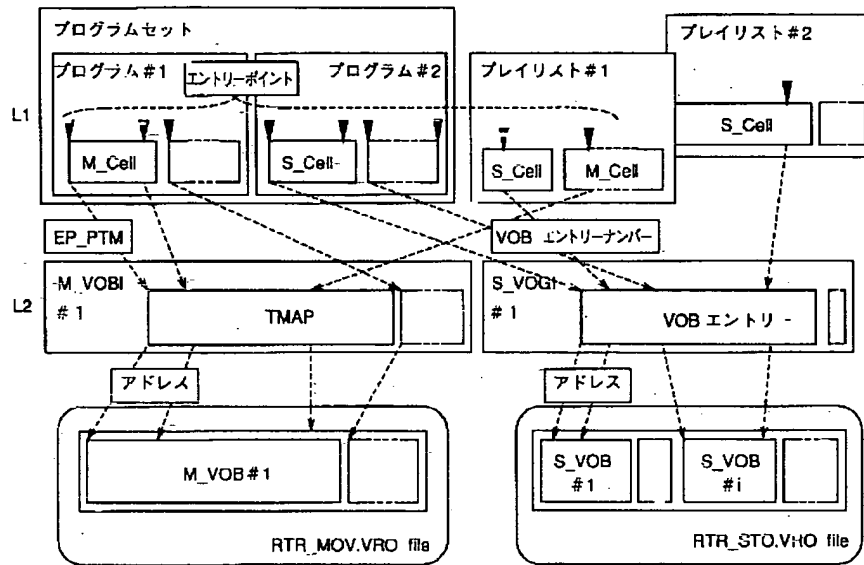 プログラムセット
プログラム#1
エントリーポイント
プログラム#2
プレイリスト#1
プレイリスト#2
L1
M_Cell
S_Cell-
S_Cell
M_Cell
S_Cell
EP_PTM
VOB エントリーナンバー
L2
M_VOBI
#1
TMAP
S_VOGI
#1
VOB エントリ -
アドレス
アドレス
M_VOB#1
S_VOB
#1
S_VOB
#i
RTR_MOV.VRO file
RTR_STO.VRO file